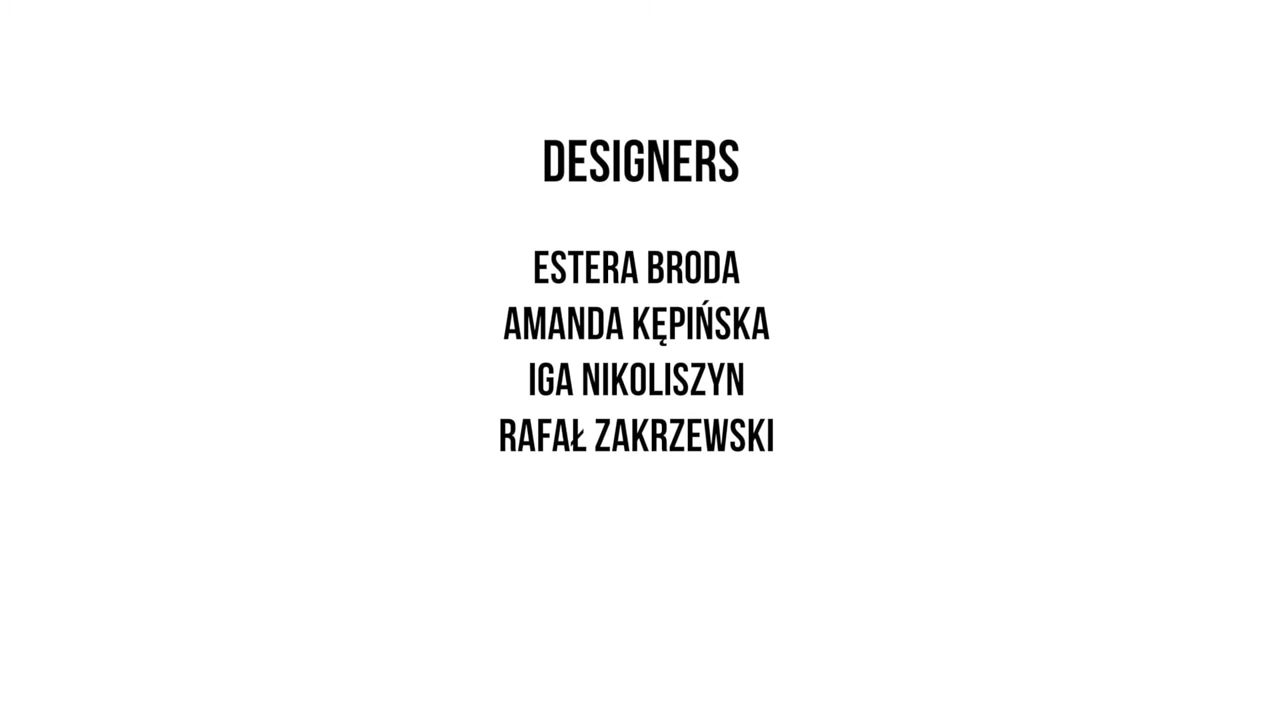 DESIGNERS
ESTERA BRODA
AMANDA KĘPIŃSKA
IGA NIKOLISZYN
RAFAŁ ZAKRZEWSKI